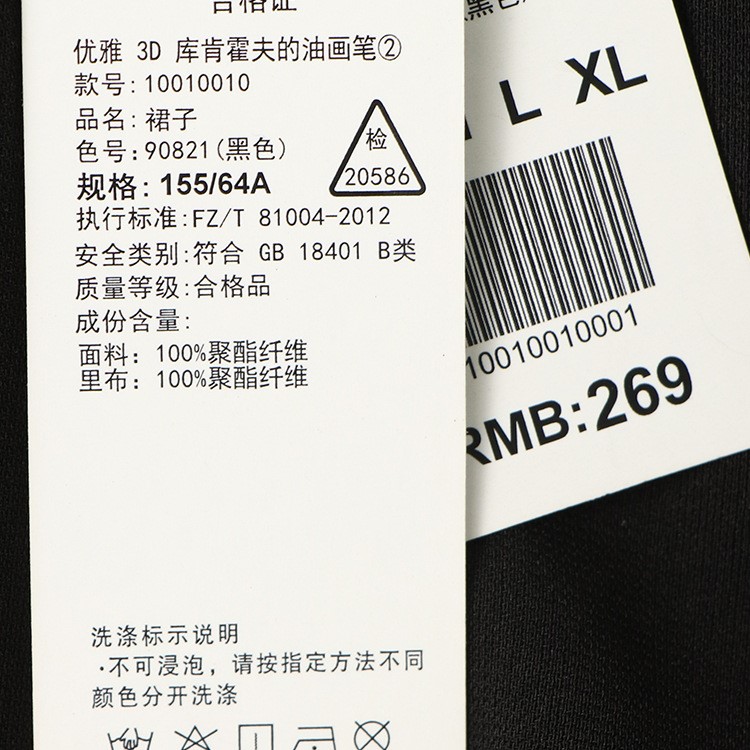 合格证
优雅 3D 库肯霍夫的油画笔②
款号:10010010
品名:裙子
色号:90821(黑色)
规格:155/64A
检
20586
执行标准:FZ/T 81004-2012
安全类别:符合 GB 18401 B类
质量等级:合格品
成份含量:
面料：100%聚酯纤维
里布：100%聚酯纤维
洗涤标示说明
·不可浸泡，请按指定方法不同
颜色分开洗涤
黑色
L XL
10010010001
RMB:269